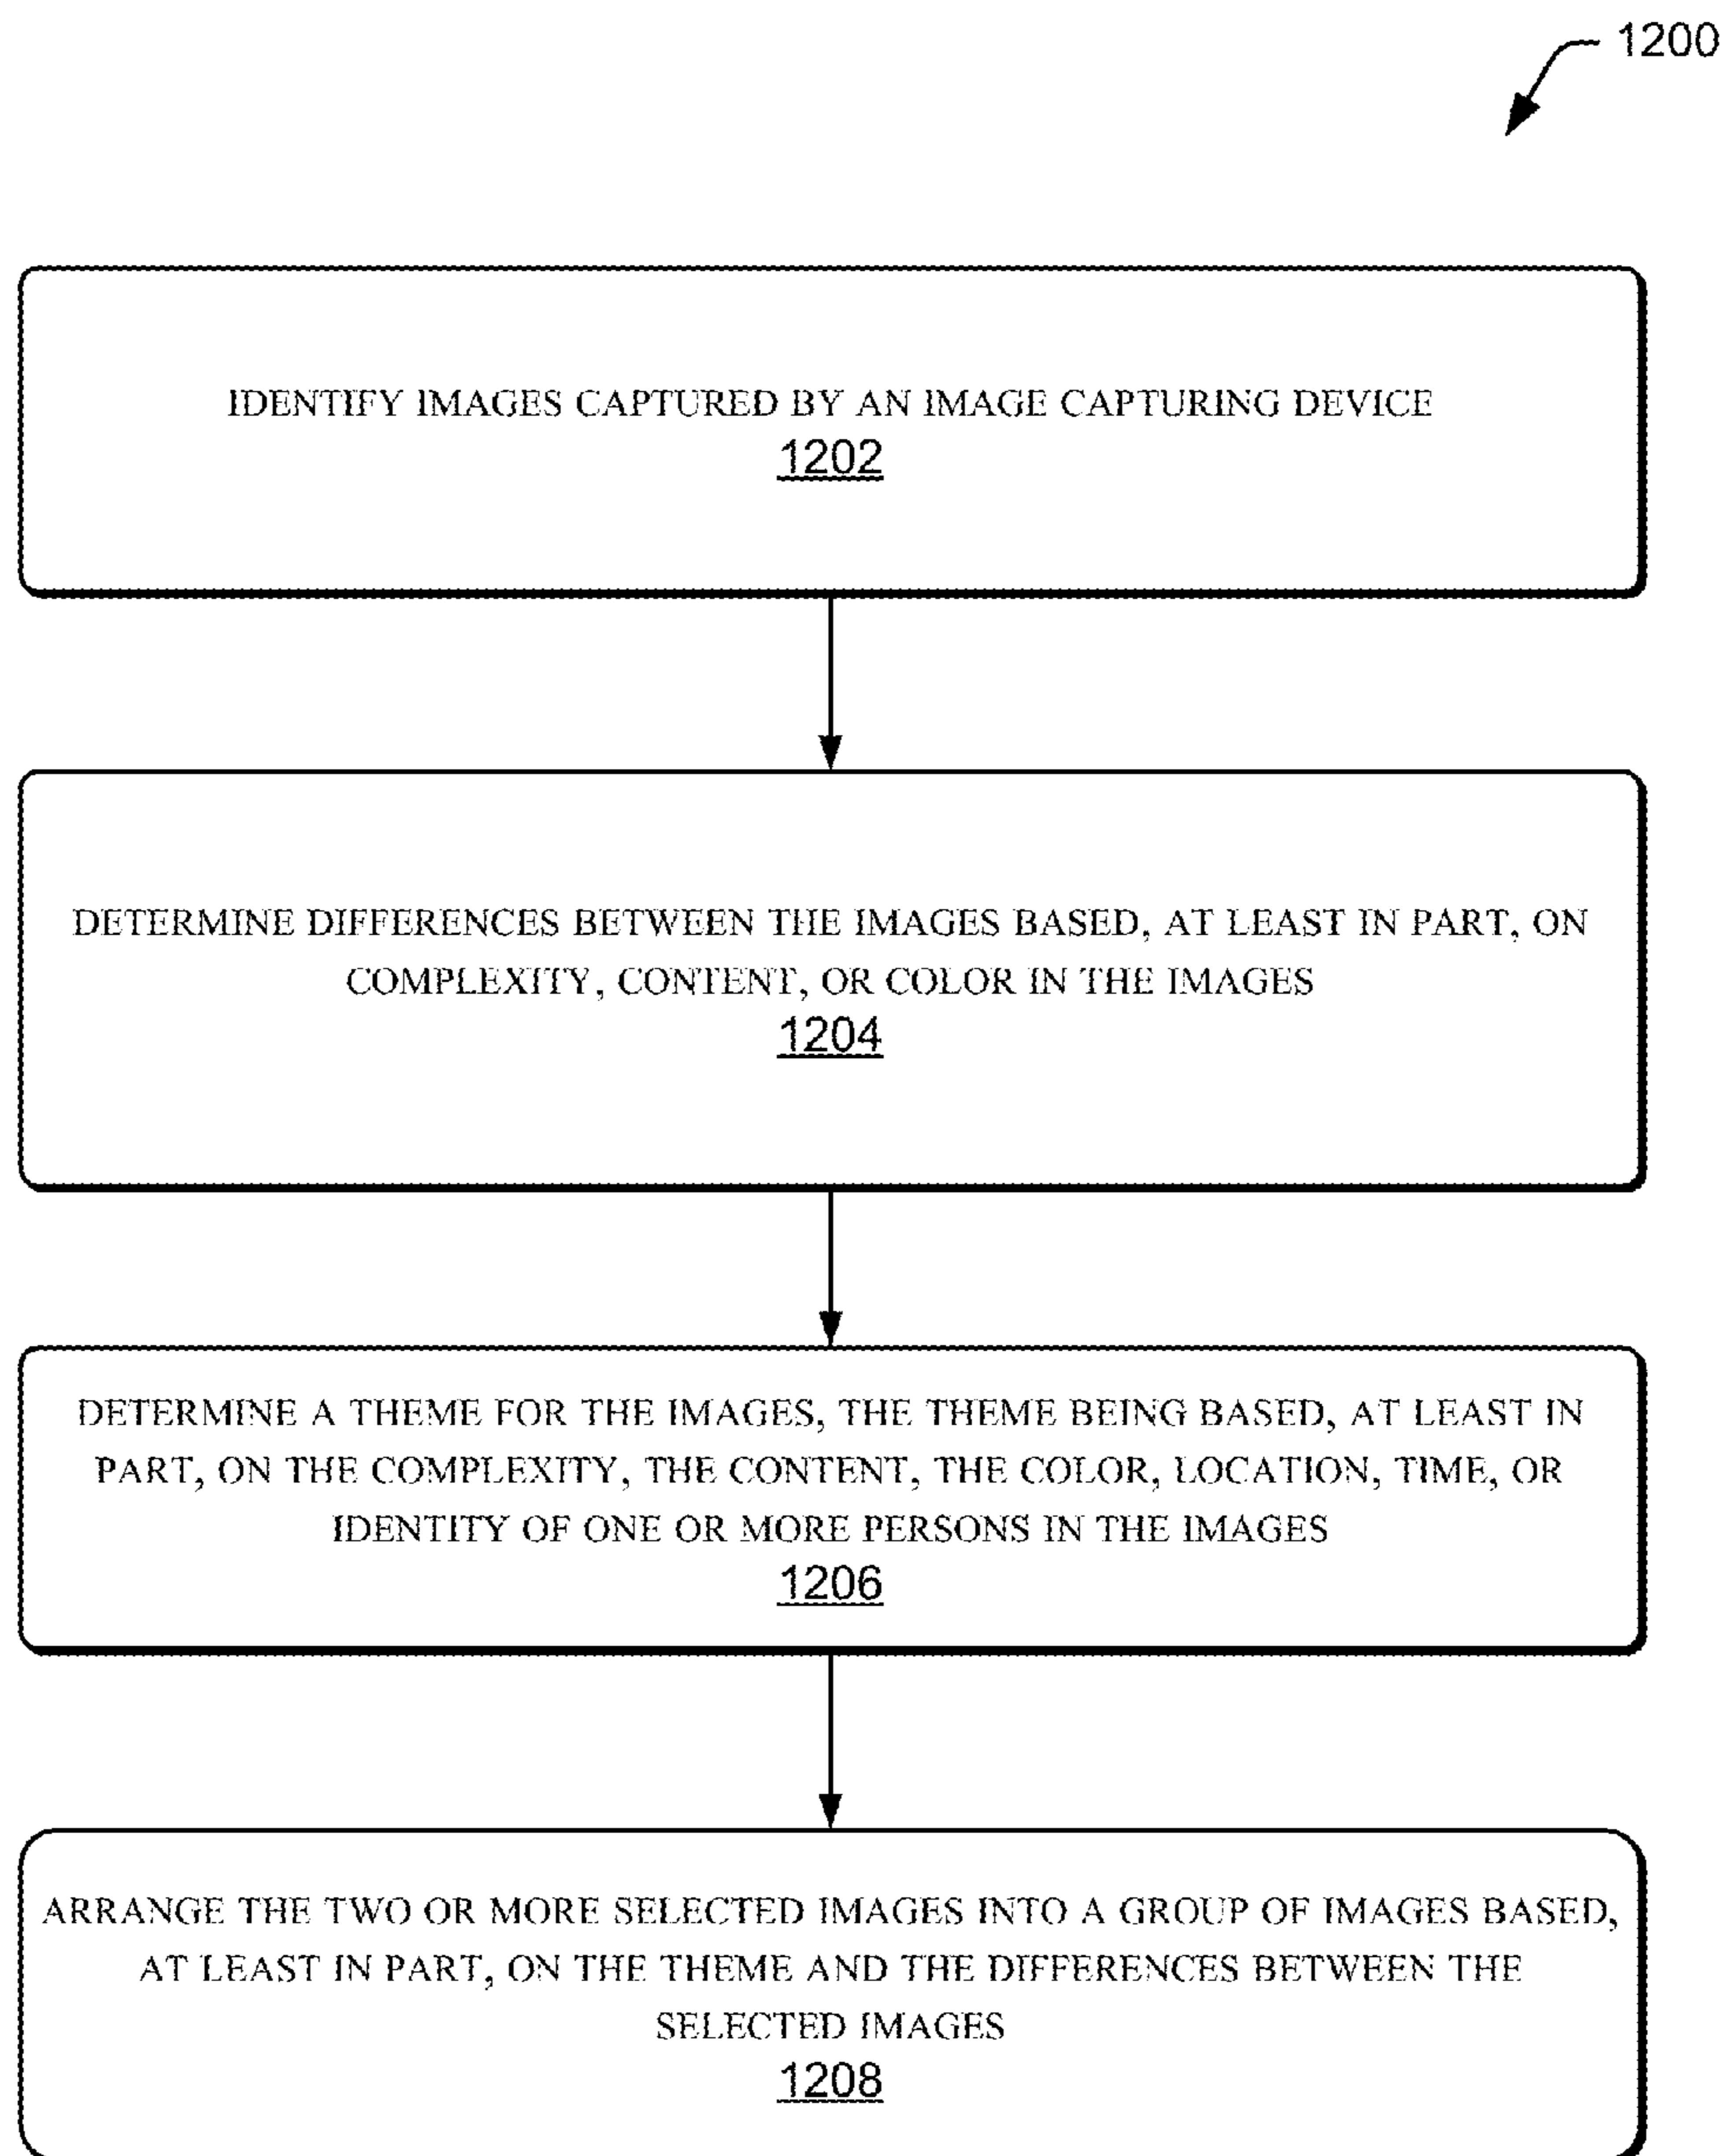 1200
IDENTIFY IMAGES CAPTURED BY AN IMAGE CAPTURING DEVICE
1202
DETERMINE DIFFERENCES BETWEEN THE IMAGES BASED, AT LEAST IN PART, ON
COMPLEXITY, CONTENT, OR COLOR IN THE IMAGES
1204
DETERMINE A THEME FOR THE IMAGES, THE THEME BEING BASED, AT LEAST IN
PART, ON THE COMPLEXITY, THE CONTENT, THE COLOR, LOCATION, TIME, OR
IDENTITY OF ONE OR MORE PERSONS IN THE IMAGES
1206
ARRANGE THE TWO OR MORE SELECTED IMAGES INTO A GROUP OF IMAGES BASED,
AT LEAST IN PART, ON THE THEME AND THE DIFFERENCES BETWEEN THE
SELECTED IMAGES
1208